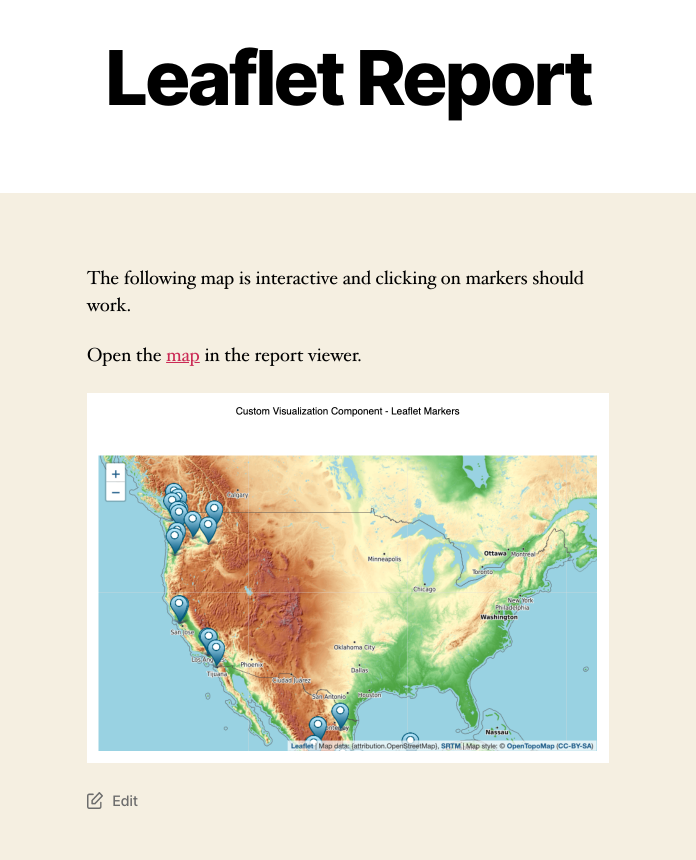 Leaflet Report
The following map is interactive and clicking on markers should
work.
Open the map in the report viewer.
Custom Visualization Component - Leaflet Markers
+
−
Calgary
Minneapolis
Ottawa
Montreal
Toronto
Chicago
New York
Philadelphia
Washington
San Jose
Los Ang
Tijuana
Phoenix
Oklahoma City
Dallas
Ciudad Juárez
San Antonio
Houston
Nassau
Leaflet | Map data: {attribution.OpenStreetMap}, SRTM | Map style: © OpenTopoMap (CC-BY-SA)
Edit